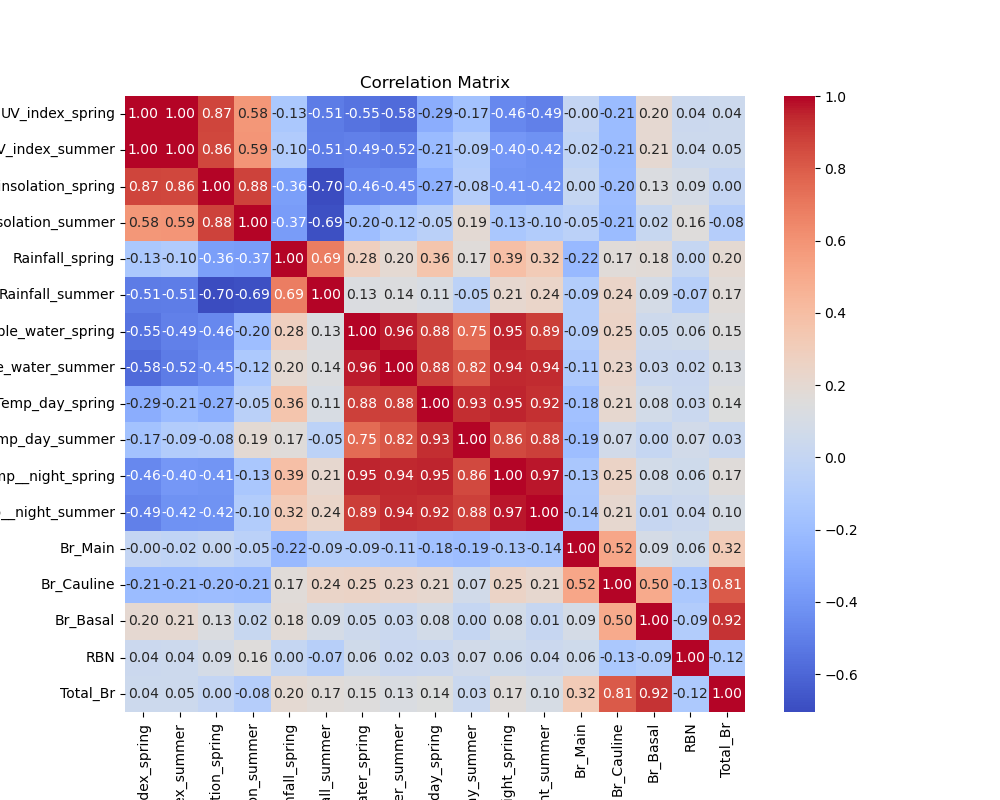 Correlation Matrix
UV_index_spring 1.00 1.00 0.87 0.58 -0.13 -0.51 -0.55 -0.58 -0.29 -0.17 -0.46 -0.49 -0.00 -0.21 0.20 0.04 0.04
V_index_summer 1.00 1.00 0.86 0.59 -0.10 -0.51 -0.49 -0.52 -0.21 -0.09 -0.40 -0.42 -0.02 -0.21 0.21 0.04 0.05
nsolation_spring 0.87 0.86 1.00 0.88 -0.36 -0.70 -0.46 -0.45 -0.27 -0.08 -0.41 -0.42 0.00 -0.20 0.13 0.09 0.00
solation_summer 0.58 0.59 0.88 1.00 -0.37 -0.69 -0.20 -0.12 -0.05 0.19 -0.13 -0.10 -0.05 -0.21 0.02 0.16 -0.08
Rainfall_spring -0.13 -0.10 -0.36 -0.37 1.00 0.69 0.28 0.20 0.36 0.17 0.39 0.32 -0.22 0.17 0.18 0.00 0.20
Rainfall_summer -0.51 -0.51 -0.70 -0.69 0.69 1.00 0.13 0.14 0.11 -0.05 0.21 0.24 -0.09 0.24 0.09 -0.07 0.17
ble_water_spring -0.55 -0.49 -0.46 -0.20 0.28 0.13 1.00 0.96 0.88 0.75 0.95 0.89 -0.09 0.25 0.05 0.06 0.15
e_water_summer -0.58 -0.52 -0.45 -0.12 0.20 0.14 0.96 1.00 0.88 0.82 0.94 0.94 -0.11 0.23 0.03 0.02 0.13
Temp_day_spring -0.29 -0.21 -0.27 -0.05 0.36 0.11 0.88 0.88 1.00 0.93 0.95 0.92 -0.18 0.21 0.08 0.03 0.14
mp_day_summer -0.17 -0.09 -0.08 0.19 0.17 -0.05 0.75 0.82 0.93 1.00 0.86 0.88 -0.19 0.07 0.00 0.07 0.03
mp__night_spring -0.46 -0.40 -0.41 -0.13 0.39 0.21 0.95 0.94 0.95 0.86 1.00 0.97 -0.13 0.25 0.08 0.06 0.17
__night_summer -0.49 -0.42 -0.42 -0.10 0.32 0.24 0.89 0.94 0.92 0.88 0.97 1.00 -0.14 0.21 0.01 0.04 0.10
Br_Main -0.00 -0.02 0.00 -0.05 -0.22 -0.09 -0.09 -0.11 -0.18 -0.19 -0.13 -0.14 1.00 0.52 0.09 0.06 0.32
Br_Cauline -0.21 -0.21 -0.20 -0.21 0.17 0.24 0.25 0.23 0.21 0.07 0.25 0.21 0.52 1.00 0.50 -0.13 0.81
Br_Basal 0.20 0.21 0.13 0.02 0.18 0.09 0.05 0.03 0.08 0.00 0.08 0.01 0.09 0.50 1.00 -0.09 0.92
RBN 0.04 0.04 0.09 0.16 0.00 -0.07 0.06 0.02 0.03 0.07 0.06 0.04 0.06 -0.13 -0.09 1.00 -0.12
Total_Br 0.04 0.05 0.00 -0.08 0.20 0.17 0.15 0.13 0.14 0.03 0.17 0.10 0.32 0.81 0.92 -0.12 1.00
dex_spring
ex_summer
tion_spring
on_summer
nfall_spring
all_summer
ater_spring
er_summer
day_spring
ay_summer
ight_spring
nt_summer
Br_Main
Br_Cauline
Br_Basal
RBN
Total_Br
1.0
0.8
0.6
0.4
0.2
0.0
−0.2
−0.4
−0.6